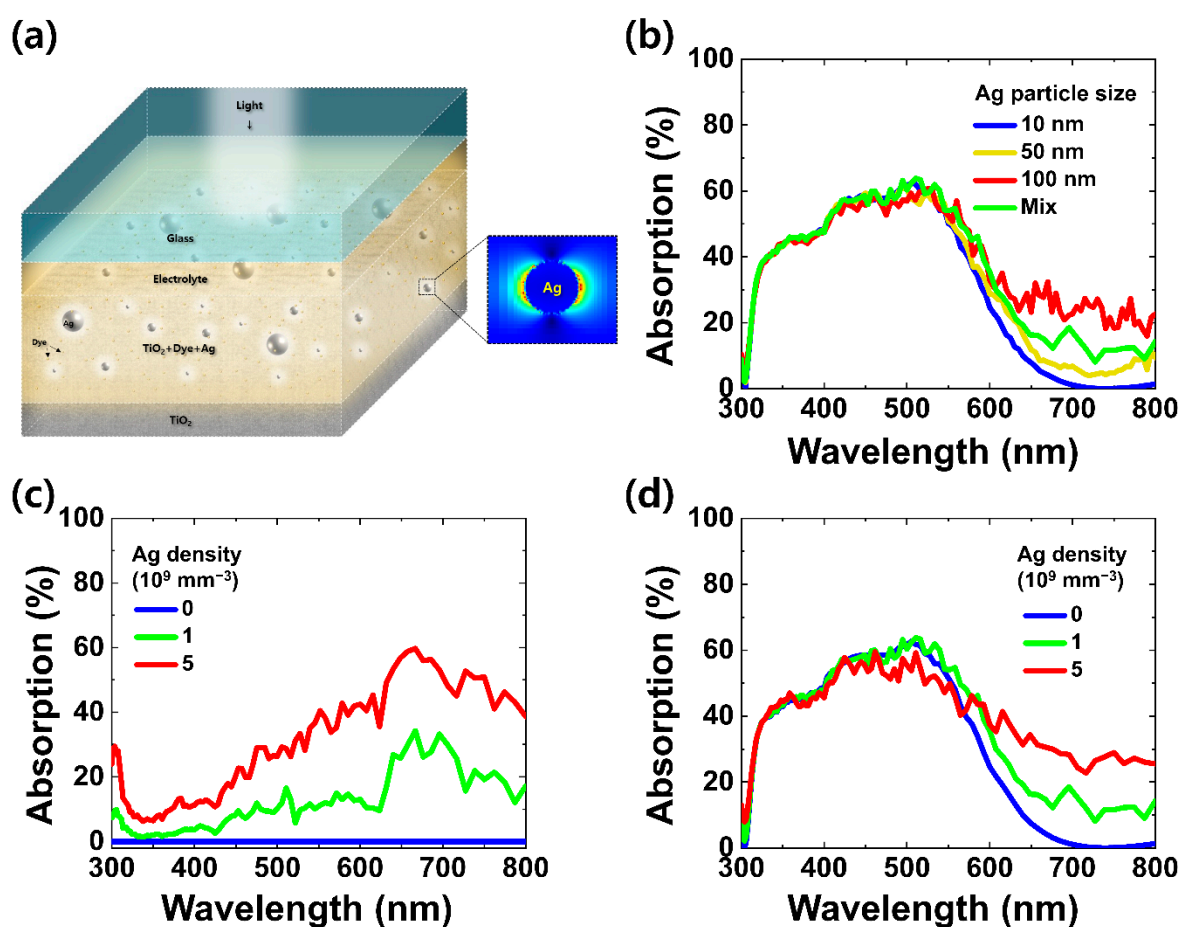 (a)
Light
↓
Glass
Electrolyte
Ag
Dye
TiO₂+Dye+Ag
TiO₂
Ag
(b)
Absorption (%)
100
80
60
40
20
0
300 400 500 600 700 800
Wavelength (nm)
Ag particle size
10 nm
50 nm
100 nm
Mix
(c)
Absorption (%)
100
80
60
40
20
0
300 400 500 600 700 800
Wavelength (nm)
Ag density
(10⁹ mm⁻³)
0
1
5
(d)
Absorption (%)
100
80
60
40
20
0
300 400 500 600 700 800
Wavelength (nm)
Ag density
(10⁹ mm⁻³)
0
1
5